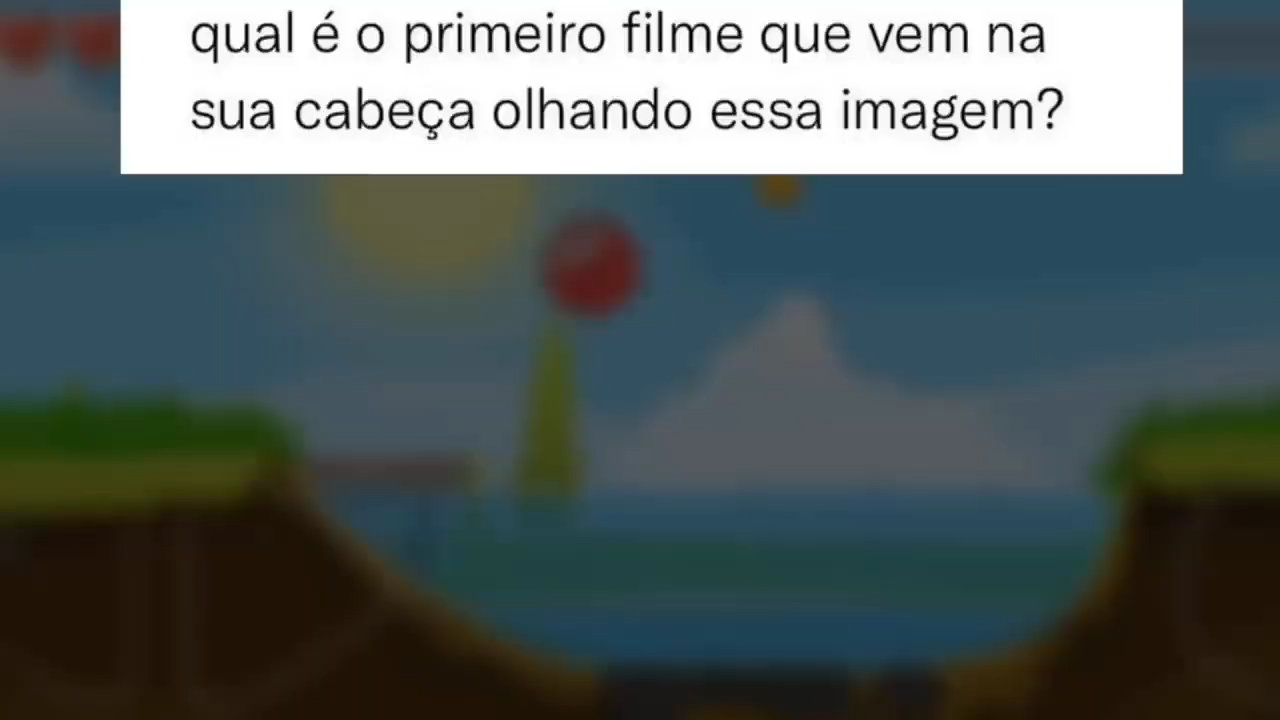 qual é o primeiro filme que vem na
sua cabeça olhando essa imagem?